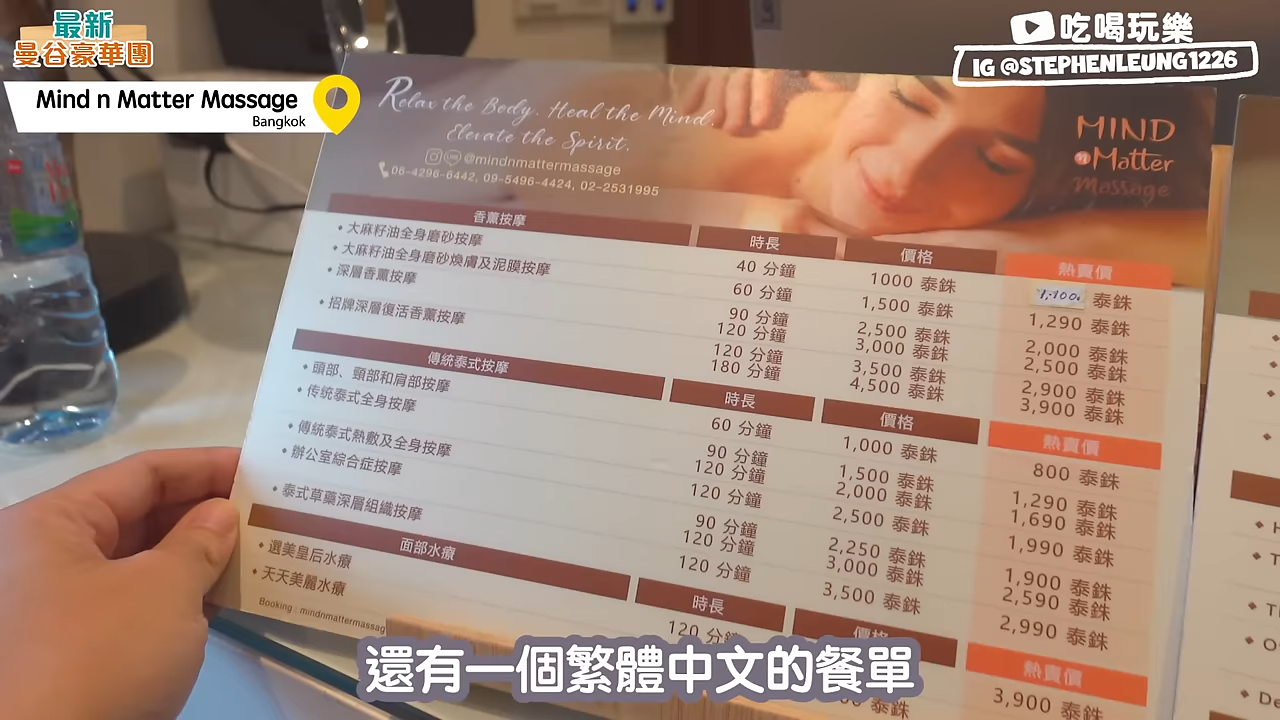 最新
曼谷豪華團
吃喝玩樂
IG @STEPHENLEUNG1226
Mind n Matter Massage
Bangkok
Relax the Body. Heal the Mind.
Elevate the Spirit.
@mindnmattermassage
06-4296-6442, 09-5496-4424, 02-2531995
MIND
n Matter
Massage
香薰按摩 時長 價格 熱賣價
大麻籽油全身磨砂按摩 40 分鐘 1000 泰銖 泰銖
大麻籽油全身磨砂煥膚及泥膜按摩 60 分鐘 1,500 泰銖 1,290 泰銖
深層香薰按摩 90 分鐘 2,500 泰銖 2,000 泰銖
120 分鐘 3,000 泰銖 2,500 泰銖
招牌深層復活香薰按摩 120 分鐘 3,500 泰銖 2,900 泰銖
180 分鐘 4,500 泰銖 3,900 泰銖
傳統泰式按摩 時長 價格 熱賣價
頭部、頸部和肩部按摩 60 分鐘 1,000 泰銖 800 泰銖
传统泰式全身按摩 90 分鐘 1,500 泰銖 1,290 泰銖
120 分鐘 2,000 泰銖 1,690 泰銖
傳統泰式熱敷及全身按摩 120 分鐘 2,500 泰銖 1,990 泰銖
辦公室綜合症按摩 90 分鐘 2,250 泰銖 1,900 泰銖
120 分鐘 3,000 泰銖 2,590 泰銖
泰式草藥深層組織按摩 120 分鐘 3,500 泰銖 2,990 泰銖
面部水療 時長 價格 熱賣價
選美皇后水療 120 分鐘 3,900 泰銖
天天美麗水療
Booking : mindnmattermassag
還有一個繁體中文的餐單